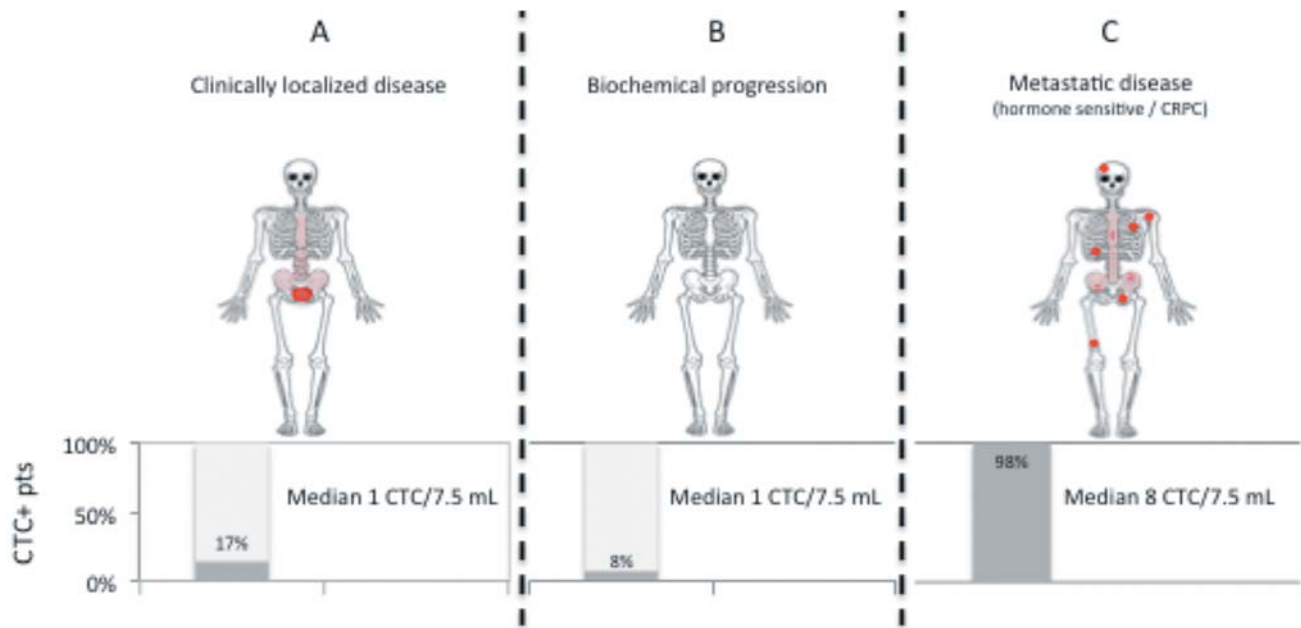 A
Clinically localized disease
B
Biochemical progression
C
Metastatic disease
(hormone sensitive / CRPC)
CTC+ pts
100%
50%
0%
17%
Median 1 CTC/7.5 mL
8%
Median 1 CTC/7.5 mL
98%
Median 8 CTC/7.5 mL